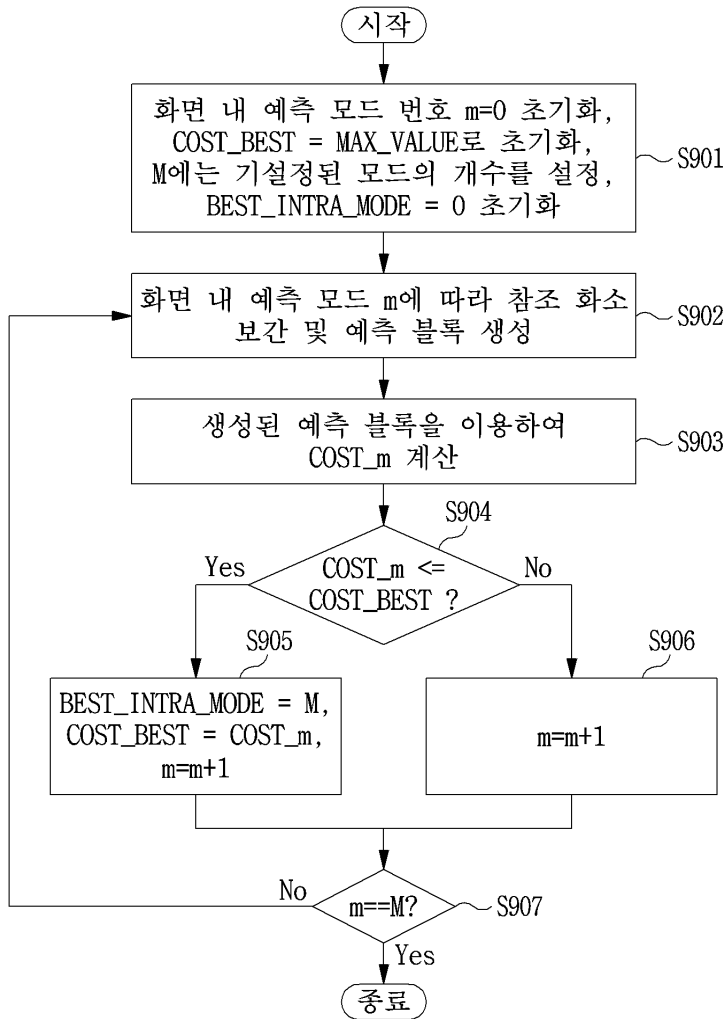 시작
화면 내 예측 모드 번호 m=0 초기화,
COST_BEST = MAX_VALUE로 초기화,
M에는 기설정된 모드의 개수를 설정,
BEST_INTRA_MODE = 0 초기화
S901
화면 내 예측 모드 m에 따라 참조 화소
보간 및 예측 블록 생성
S902
생성된 예측 블록을 이용하여
COST_m 계산
S903
S904
Yes
COST_m <=
COST_BEST ?
No
S905
BEST_INTRA_MODE = M,
COST_BEST = COST_m,
m=m+1
S906
m=m+1
No
m==M?
S907
Yes
종료